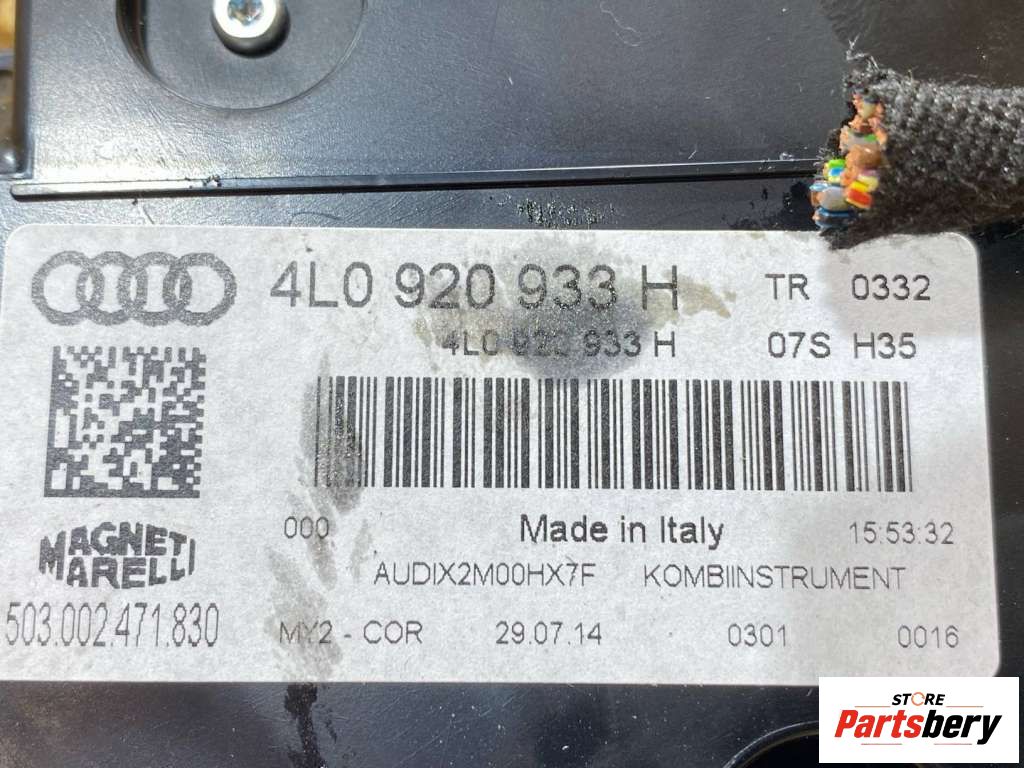 4L0 920 933 H TR 0332
4L0 920 933 H 07S H35
000 Made in Italy 15:53:32
MAGNETI MARELLI
AUDIX2M00HX7F KOMBIINSTRUMENT
503.002.471.830 MY2 - COR 29.07.14 0301 0016
STORE
Partsbery